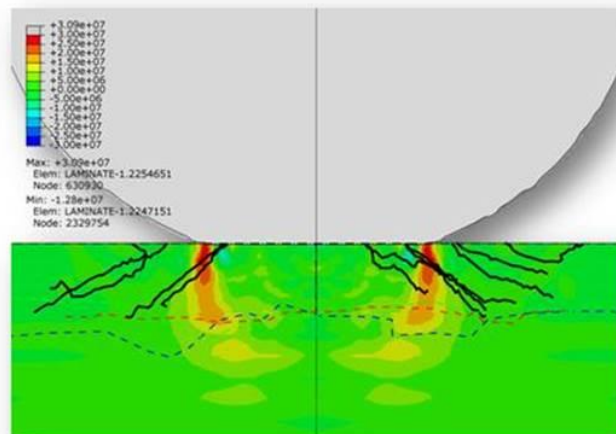 +3.09e+07
+3.00e+07
+2.50e+07
+2.00e+07
+1.50e+07
+1.00e+07
+5.00e+06
+0.00e+00
-5.00e+06
-1.00e+07
-1.50e+07
-2.00e+07
-2.50e+07
-3.00e+07
Max: +3.09e+07
Elem: LAMINATE-1.2254651
Node: 630930
Min: -1.28e+07
Elem: LAMINATE-1.2247151
Node: 2329754